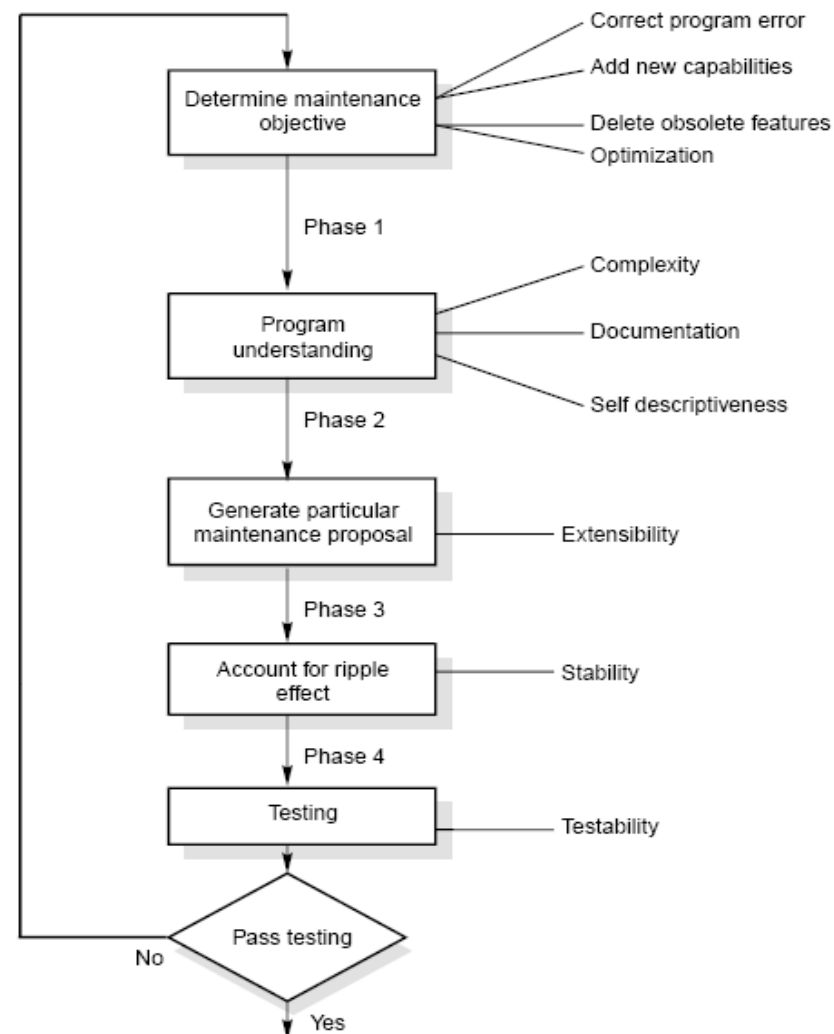 Correct program error
Add new capabilities
Determine maintenance
objective
Delete obsolete features
Optimization
Phase 1
Complexity
Program
understanding
Documentation
Self descriptiveness
Phase 2
Generate particular
maintenance proposal
Extensibility
Phase 3
Account for ripple
effect
Stability
Phase 4
Testing
Testability
Pass testing
No
Yes